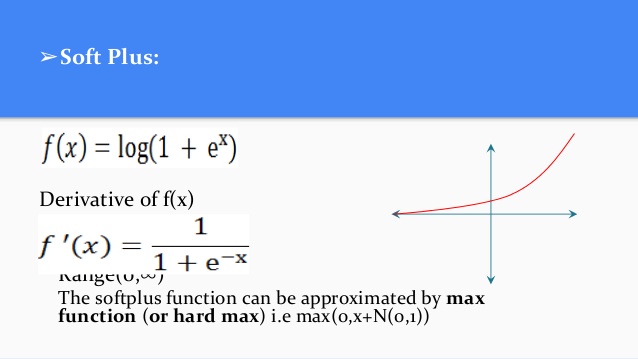 ➢Soft Plus:
f(x) = log(1 + eˣ)
Derivative of f(x)
f '(x) = 1 / (1 + e⁻ˣ)
Range(0,∞)
The softplus function can be approximated by max
function (or hard max) i.e max(0,x+N(0,1))